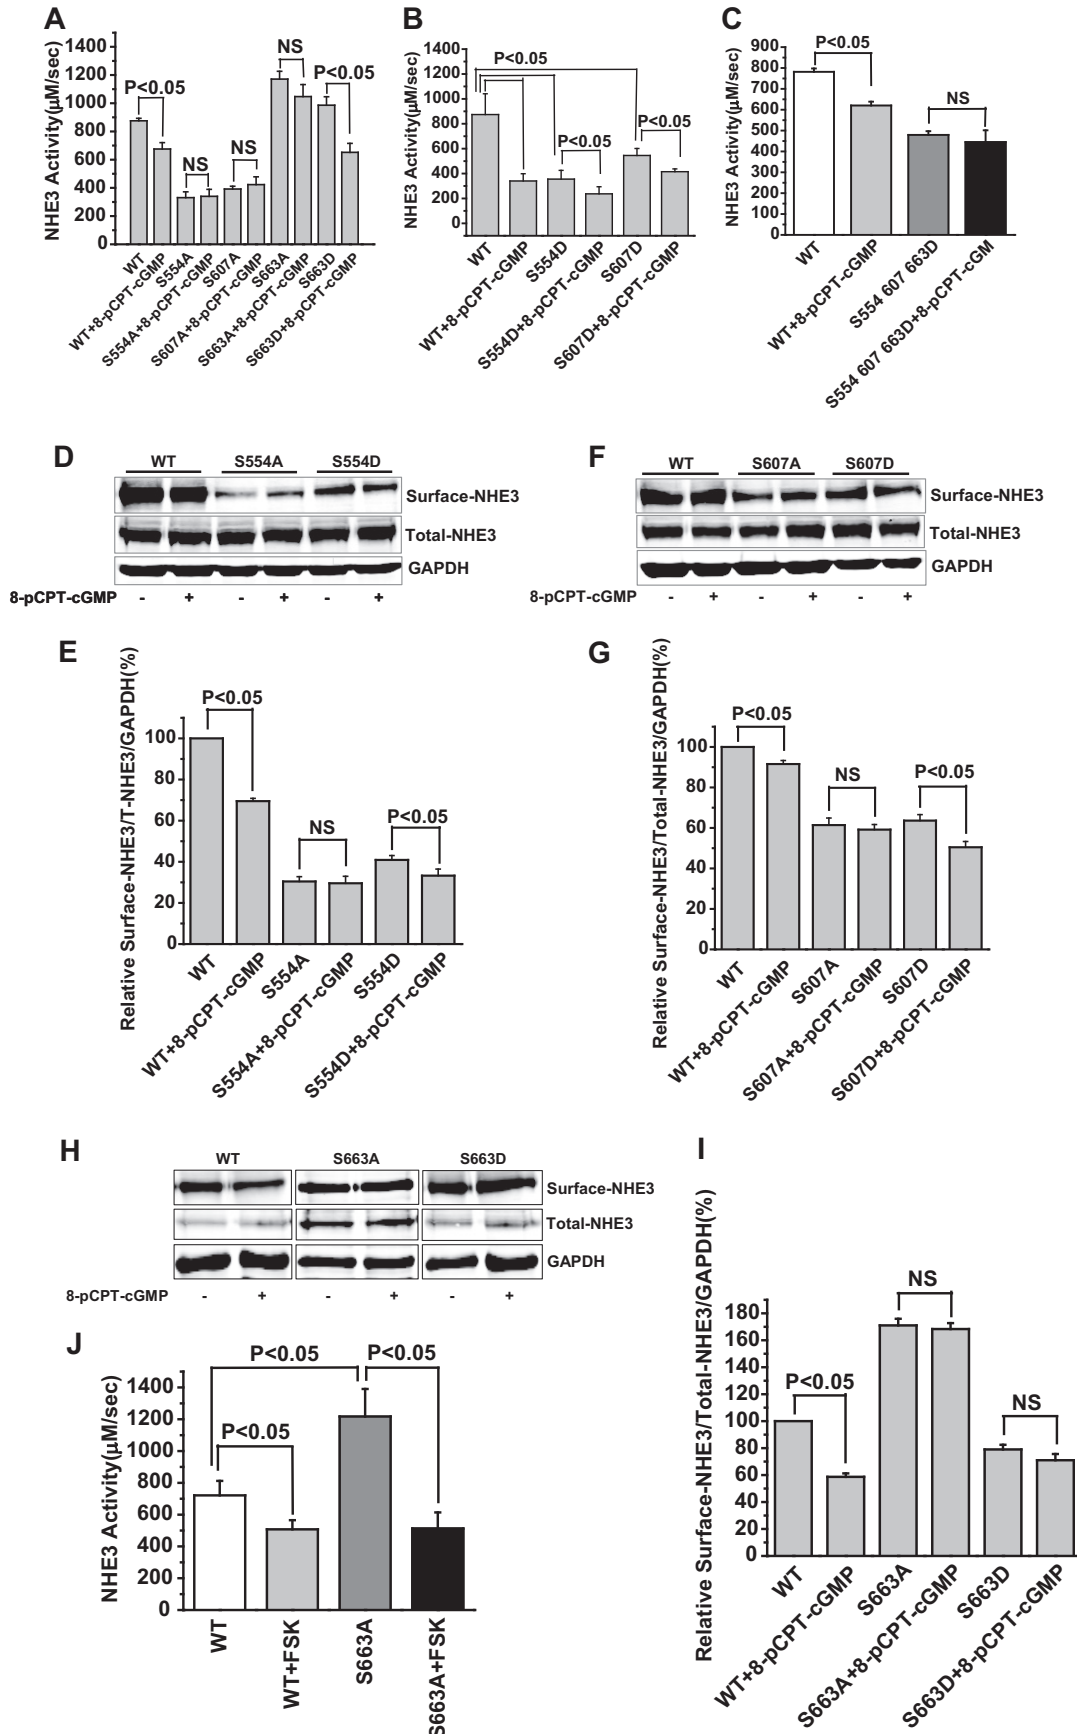 A
NHE3 Activity(µM/sec)
1400
1200
1000
800
600
400
200
0
P<0.05
NS
NS
NS
P<0.05
WT
WT+8-pCPT-cGMP
S554A
S554A+8-pCPT-cGMP
S607A
S607A+8-pCPT-cGMP
S663A
S663A+8-pCPT-cGMP
S663D
S663D+8-pCPT-cGMP
B
NHE3 Activity(µM/sec)
1400
1200
1000
800
600
400
200
0
P<0.05
P<0.05
P<0.05
WT
WT+8-pCPT-cGMP
S554D
S554D+8-pCPT-cGMP
S607D
S607D+8-pCPT-cGMP
C
NHE3 Activity(µM/sec)
900
800
700
600
500
400
300
200
100
0
P<0.05
NS
WT
WT+8-pCPT-cGMP
S554 607 663D
S554 607 663D+8-pCPT-cGM
D
WT S554A S554D
Surface-NHE3
Total-NHE3
GAPDH
8-pCPT-cGMP - + - + - +
F
WT S607A S607D
Surface-NHE3
Total-NHE3
GAPDH
8-pCPT-cGMP - + - + - +
E
Relative Surface-NHE3/T-NHE3/GAPDH(%)
100
80
60
40
20
0
P<0.05
NS
P<0.05
WT
WT+8-pCPT-cGMP
S554A
S554A+8-pCPT-cGMP
S554D
S554D+8-pCPT-cGMP
G
Relative Surface-NHE3/Total-NHE3/GAPDH(%)
100
80
60
40
20
0
P<0.05
NS
P<0.05
WT
WT+8-pCPT-cGMP
S607A
S607A+8-pCPT-cGMP
S607D
S607D+8-pCPT-cGMP
H
WT S663A S663D
Surface-NHE3
Total-NHE3
GAPDH
8-pCPT-cGMP - + - + - +
I
Relative Surface-NHE3/Total-NHE3/GAPDH(%)
180
160
140
120
100
80
60
40
20
0
P<0.05
NS
NS
WT
WT+8-pCPT-cGMP
S663A
S663A+8-pCPT-cGMP
S663D
S663D+8-pCPT-cGMP
J
NHE3 Activity(µM/sec)
1400
1200
1000
800
600
400
200
0
P<0.05
P<0.05
P<0.05
WT
WT+FSK
S663A
S663A+FSK